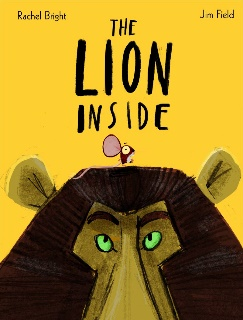 Rachel Bright
Jim Field
THE
LION
INSIDE